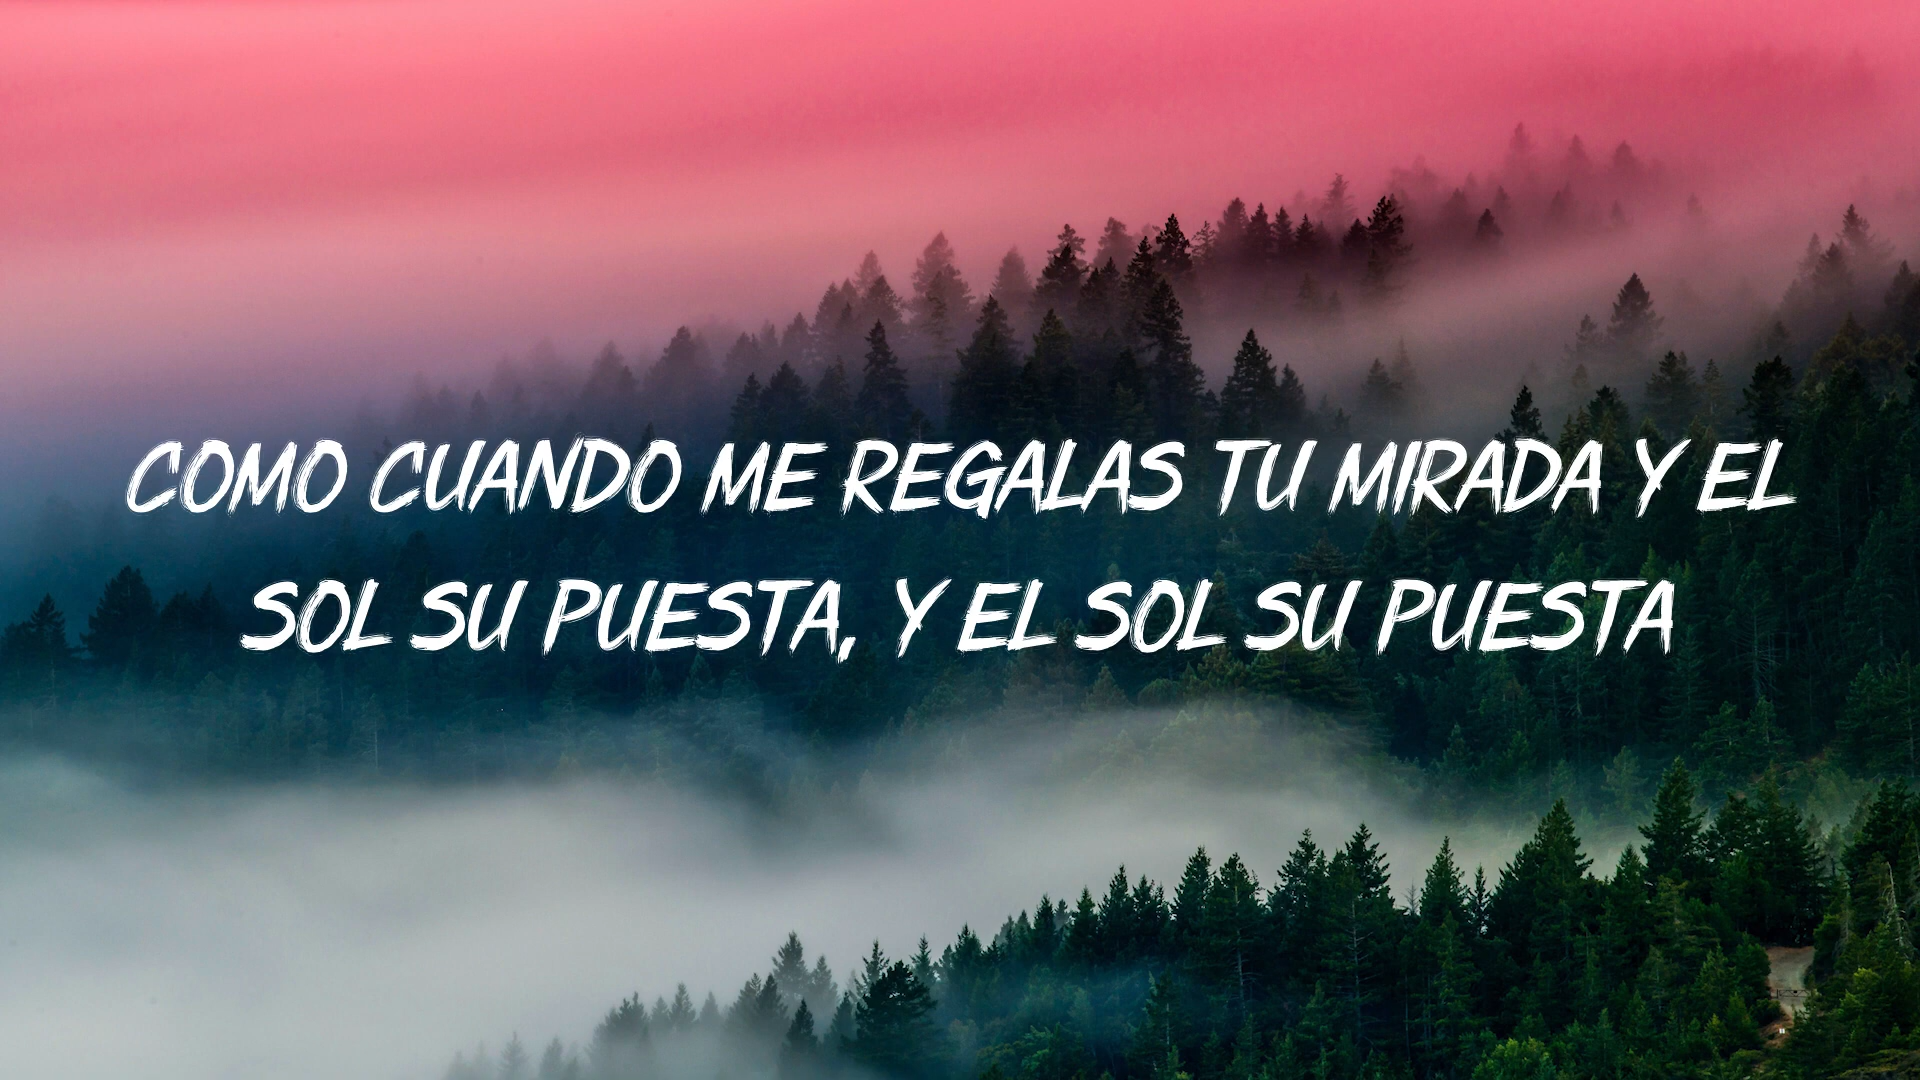 COMO CUANDO ME REGALAS TU MIRADA Y EL
SOL SU PUESTA, Y EL SOL SU PUESTA